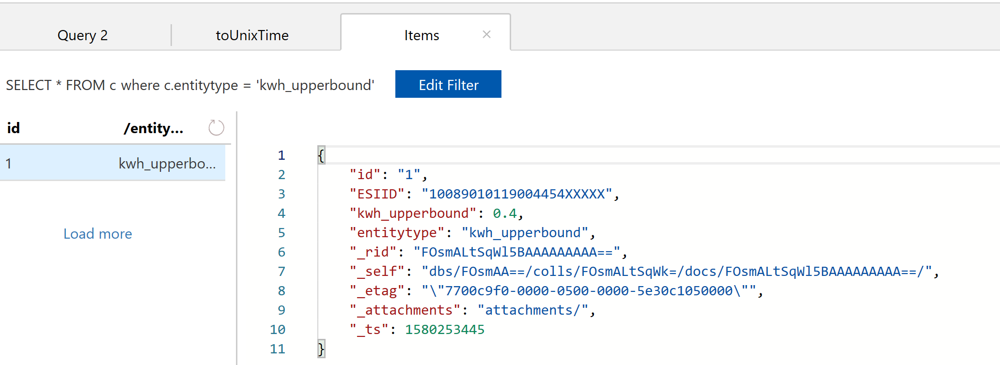 Query 2
toUnixTime
Items
SELECT * FROM c where c.entitytype = 'kwh_upperbound'
Edit Filter
id
/entity...
1
kwh_upperbo...
Load more
1 {
2 "id": "1",
3 "ESIID": "10089010119004454XXXXX",
4 "kwh_upperbound": 0.4,
5 "entitytype": "kwh_upperbound",
6 "_rid": "FOsmALtSqWl5BAAAAAAAAA==",
7 "_self": "dbs/FOsmAA==/colls/FOsmALtSqWk=/docs/FOsmALtSqWl5BAAAAAAAAA==/",
8 "_etag": "\"7700c9f0-0000-0500-0000-5e30c1050000\"",
9 "_attachments": "attachments/",
10 "_ts": 1580253445
11 }